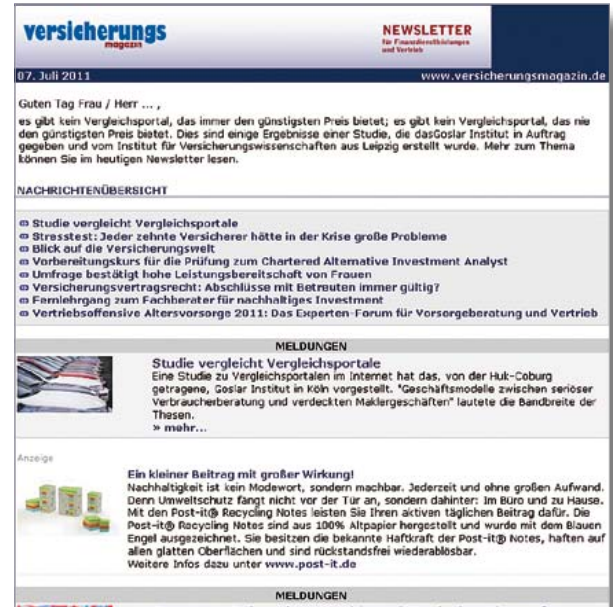 versicherungs
magazin
NEWSLETTER
für Finanzdienstleistungen
und Vertrieb
07. Juli 2011
www.versicherungsmagazin.de
Guten Tag Frau / Herr ... ,
es gibt kein Vergleichsportal, das immer den günstigsten Preis bietet; es gibt kein Vergleichsportal, das nie
den günstigsten Preis bietet. Dies sind einige Ergebnisse einer Studie, die dasGoslar Institut in Auftrag
gegeben und vom Institut für Versicherungswissenschaften aus Leipzig erstellt wurde. Mehr zum Thema
können Sie im heutigen Newsletter lesen.
NACHRICHTENÜBERSICHT
Studie vergleicht Vergleichsportale
Stresstest: Jeder zehnte Versicherer hätte in der Krise große Probleme
Blick auf die Versicherungswelt
Vorbereitungskurs für die Prüfung zum Chartered Alternative Investment Analyst
Umfrage bestätigt hohe Leistungsbereitschaft von Frauen
Versicherungsvertragsrecht: Abschlüsse mit Betreuten immer gültig?
Fernlehrgang zum Fachberater für nachhaltiges Investment
Vertriebsoffensive Altersvorsorge 2011: Das Experten-Forum für Vorsorgeberatung und Vertrieb
MELDUNGEN
Studie vergleicht Vergleichsportale
Eine Studie zu Vergleichsportalen im Internet hat das, von der Huk-Coburg
getragene, Goslar Institut in Köln vorgestellt. "Geschäftsmodelle zwischen seriöser
Verbraucherberatung und verdeckten Maklergeschäften" lautete die Bandbreite der
Thesen.
» mehr...
Anzeige
Ein kleiner Beitrag mit großer Wirkung!
Nachhaltigkeit ist kein Modewort, sondern machbar. Jederzeit und ohne großen Aufwand.
Denn Umweltschutz fängt nicht vor der Tür an, sondern dahinter: Im Büro und zu Hause.
Mit den Post-it® Recycling Notes leisten Sie Ihren aktiven täglichen Beitrag dafür. Die
Post-it® Recycling Notes sind aus 100% Altpapier hergestellt und wurde mit dem Blauen
Engel ausgezeichnet. Sie besitzen die bekannte Haftkraft der Post-it® Notes, haften auf
allen glatten Oberflächen und sind rückstandsfrei wiederablösbar.
Weitere Infos dazu unter www.post-it.de
MELDUNGEN